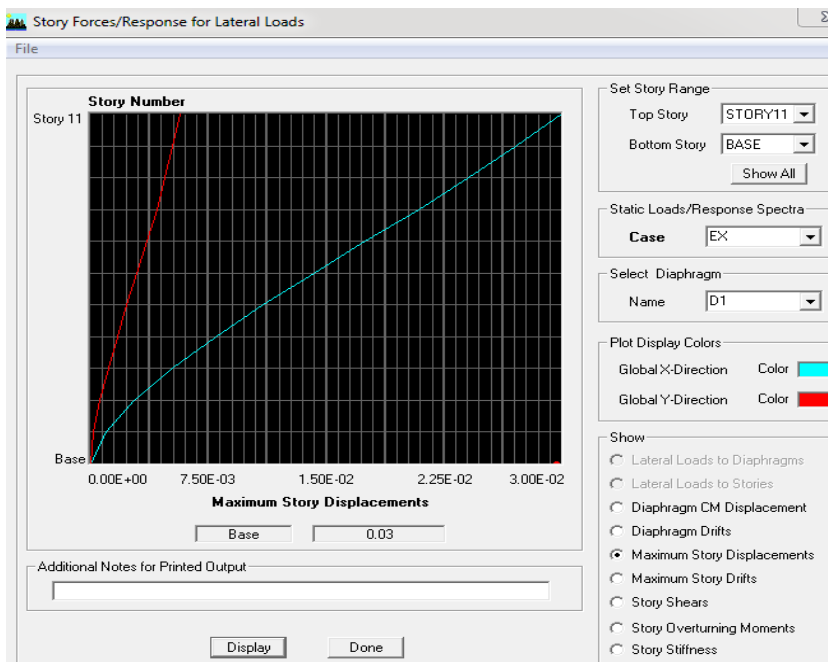 Story Forces/Response for Lateral Loads
File
Story Number
Story 11
Base
0.00E+00 7.50E-03 1.50E-02 2.25E-02 3.00E-02
Maximum Story Displacements
Base 0.03
Additional Notes for Printed Output
Display Done
Set Story Range
Top Story STORY11
Bottom Story BASE
Show All
Static Loads/Response Spectra
Case EX
Select Diaphragm
Name D1
Plot Display Colors
Global X-Direction Color
Global Y-Direction Color
Show
Lateral Loads to Diaphragms
Lateral Loads to Stories
Diaphragm CM Displacement
Diaphragm Drifts
Maximum Story Displacements
Maximum Story Drifts
Story Shears
Story Overturning Moments
Story Stiffness